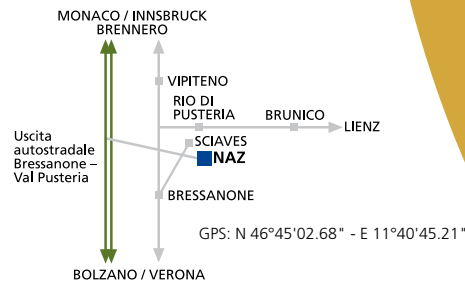 MONACO / INNSBRUCK
BRENNERO
VIPITENO
RIO DI
PUSTERIA
BRUNICO
LIENZ
Uscita
autostradale
Bressanone –
Val Pusteria
SCIAVES
NAZ
BRESSANONE
GPS: N 46°45'02.68" - E 11°40'45.21"
BOLZANO / VERONA